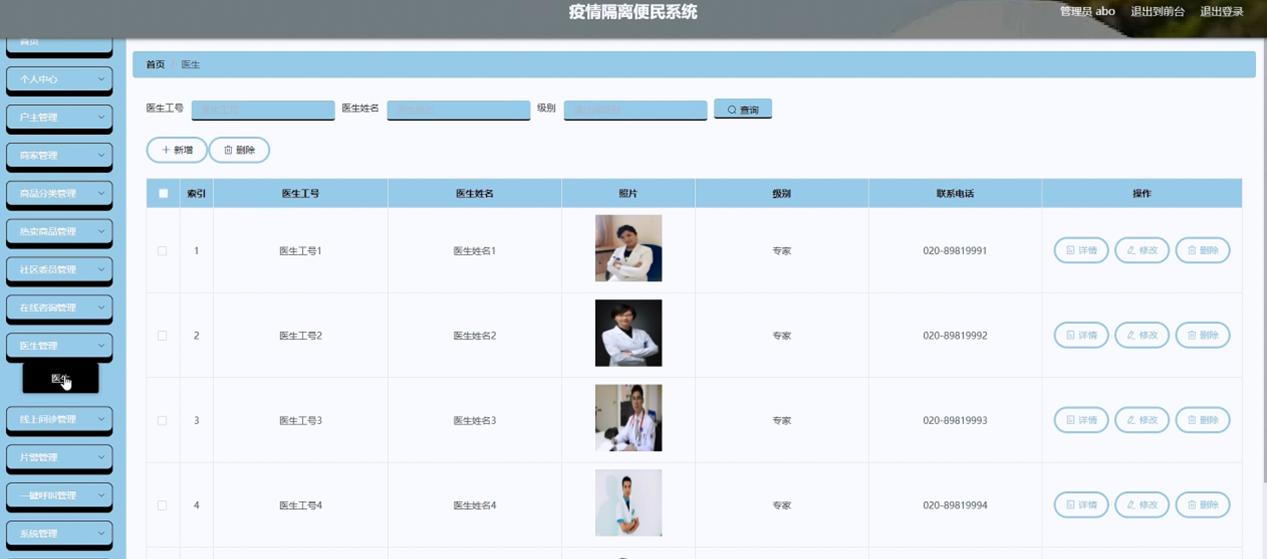 疫情隔离便民系统
管理员 abo 退出到前台 退出登录
首页
个人中心
户主管理
商家管理
商品分类管理
热卖商品管理
社区委员管理
在线咨询管理
医生管理
医生
线上问诊管理
片警管理
一键呼叫管理
系统管理
首页 / 医生
医生工号 医生工号 医生姓名 医生姓名 级别 查询
新增 删除
索引 医生工号 医生姓名 照片 级别 联系电话 操作
1 医生工号1 医生姓名1 专家 020-89819991 详情 修改 删除
2 医生工号2 医生姓名2 专家 020-89819992 详情 修改 删除
3 医生工号3 医生姓名3 专家 020-89819993 详情 修改 删除
4 医生工号4 医生姓名4 专家 020-89819994 详情 修改 删除